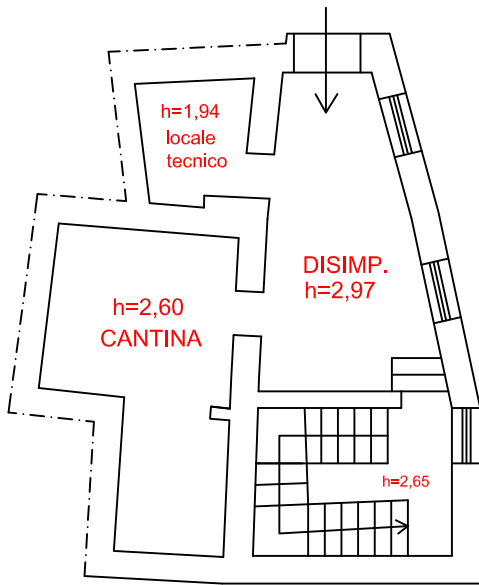 h=1,94
locale
tecnico
DISIMP.
h=2,97
h=2,60
CANTINA
h=2,65